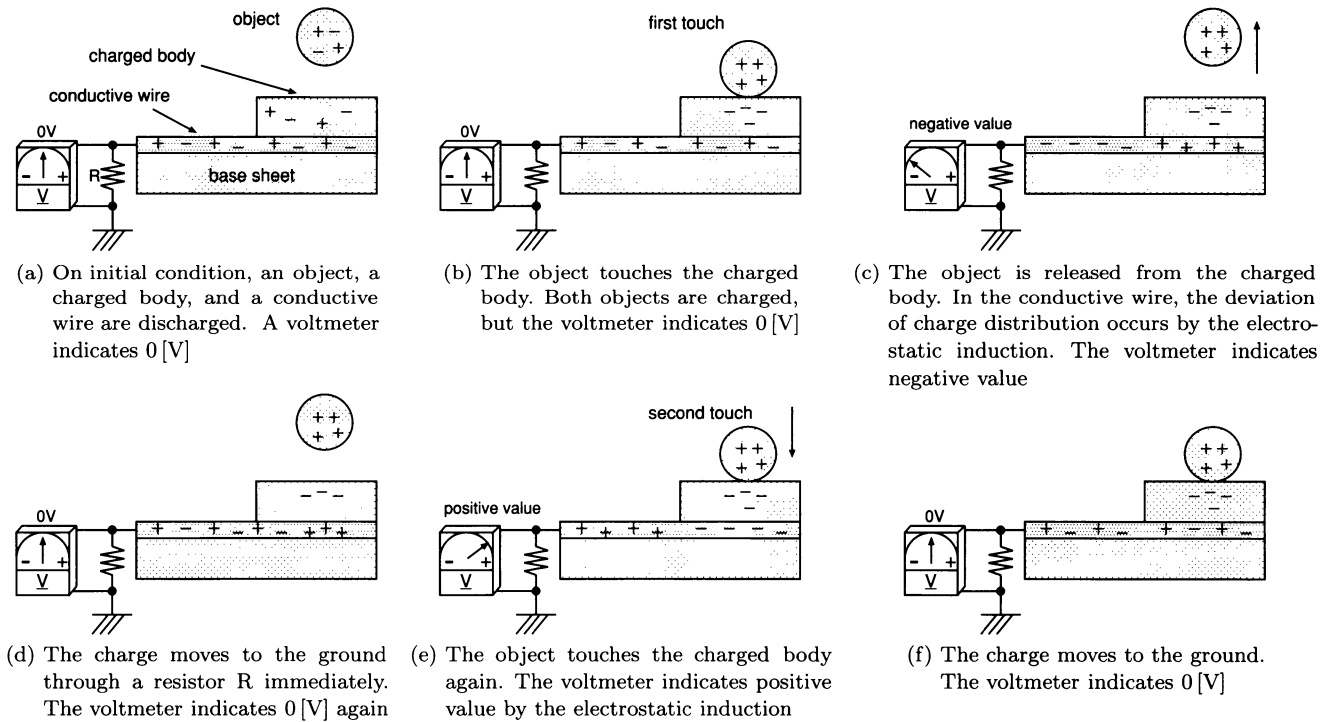 object
charged body
conductive wire
0V
R
- +
V
base sheet
(a) On initial condition, an object, a
charged body, and a conductive
wire are discharged. A voltmeter
indicates 0 [V]
first touch
0V
- +
V
(b) The object touches the charged
body. Both objects are charged,
but the voltmeter indicates 0 [V]
negative value
- +
V
(c) The object is released from the charged
body. In the conductive wire, the deviation
of charge distribution occurs by the electro-
static induction. The voltmeter indicates
negative value
0V
- +
V
(d) The charge moves to the ground
through a resistor R immediately.
The voltmeter indicates 0 [V] again
second touch
positive value
- +
V
(e) The object touches the charged body
again. The voltmeter indicates positive
value by the electrostatic induction
0V
- +
V
(f) The charge moves to the ground.
The voltmeter indicates 0 [V]